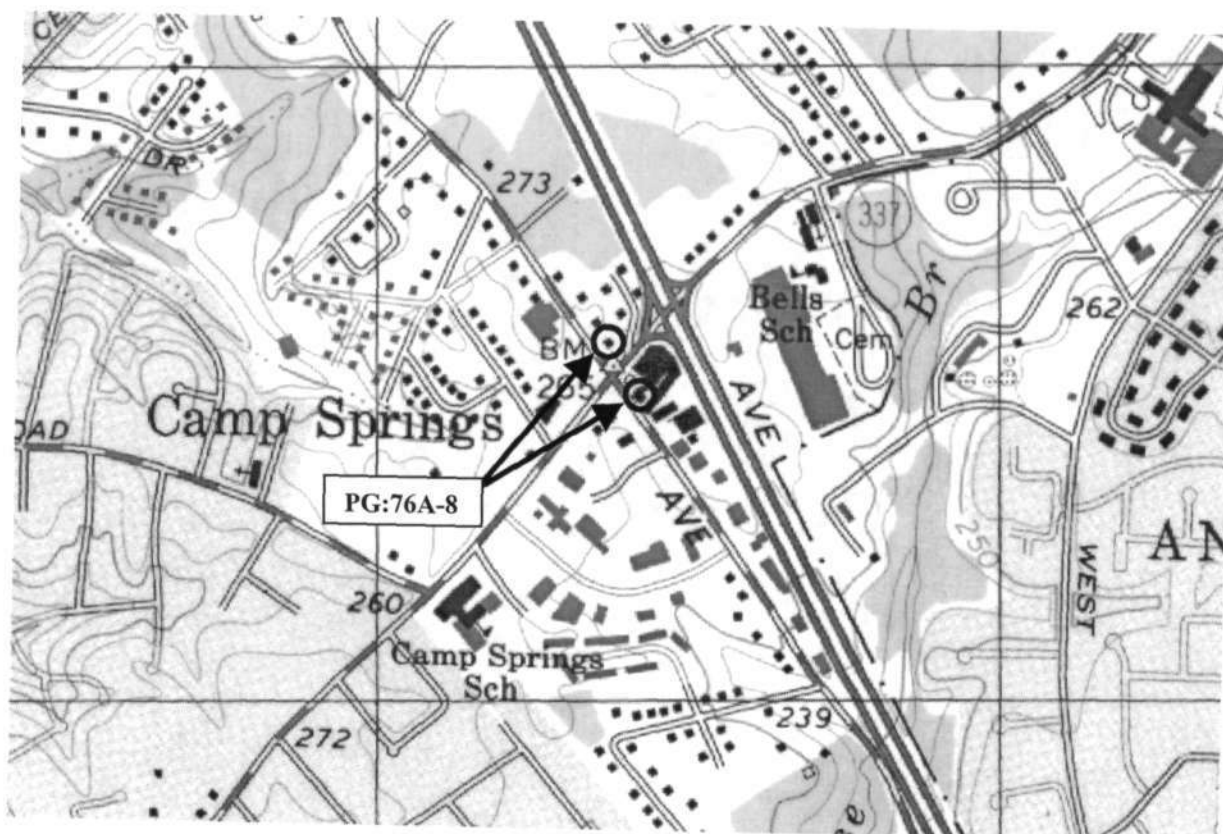 DR
273
337
Bells
Sch
Cem
Br
262
BM
Camp Springs
AVE
PG:76A-8
AVE
250
WEST
260
Camp Springs
Sch
272
239